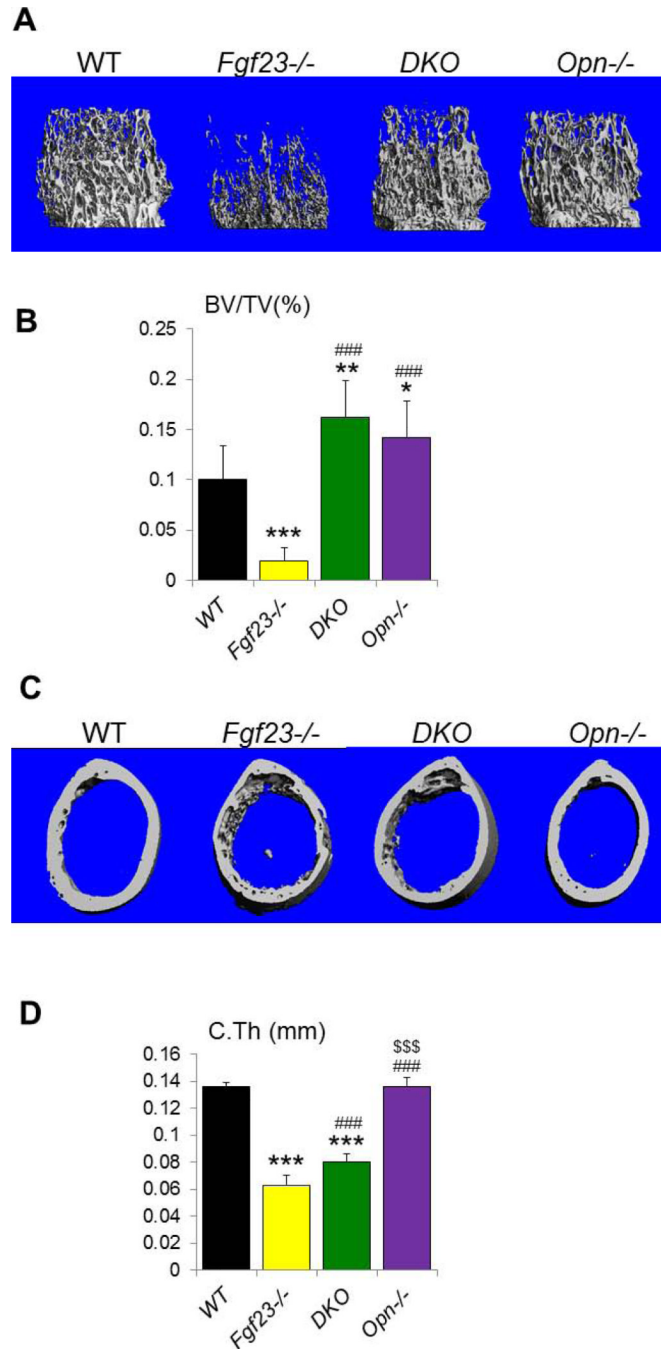 A
WT Fgf23-/- DKO Opn-/-
B
BV/TV(%)
0.25
0.2
0.15
0.1
0.05
0
***
###
**
###
*
WT Fgf23-/- DKO Opn-/-
C
WT Fgf23-/- DKO Opn-/-
D
C.Th (mm)
0.16
0.14
0.12
0.1
0.08
0.06
0.04
0.02
0
***
###
***
$$$
###
WT Fgf23-/- DKO Opn-/-